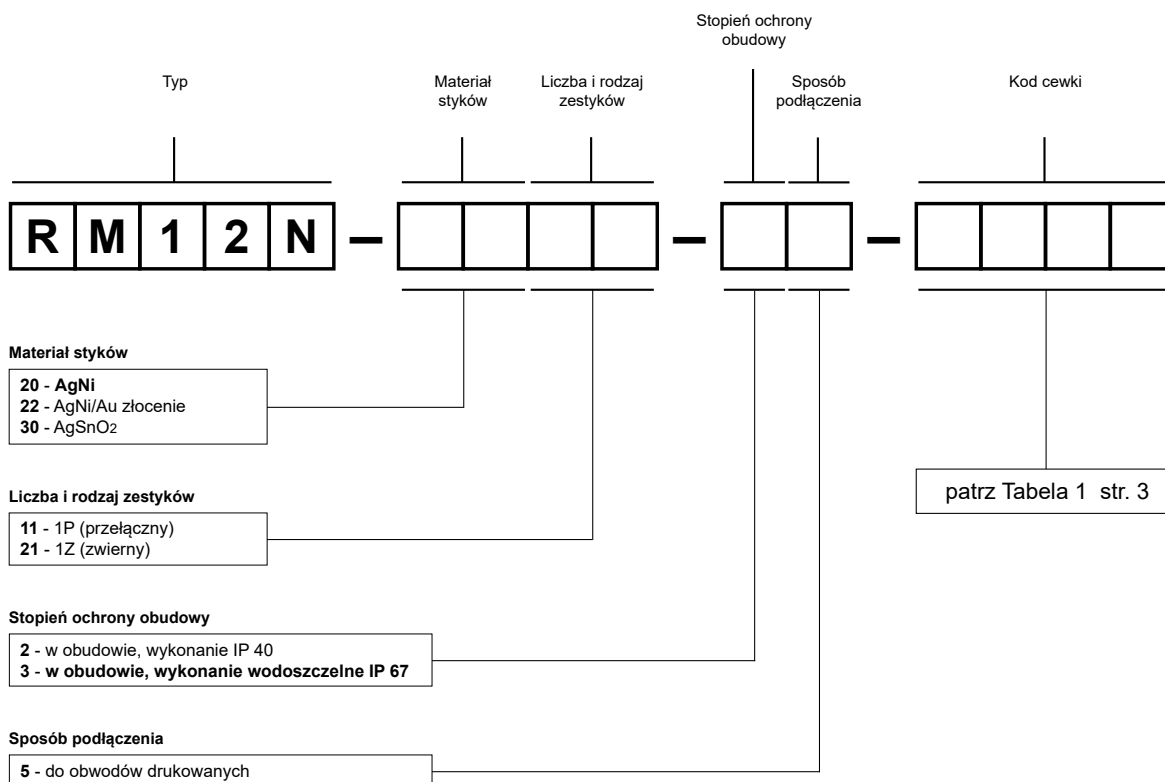 Stopień ochrony
obudowy
Typ
Materiał
styków
Liczba i rodzaj
zestyków
Sposób
podłączenia
Kod cewki
R M 1 2 N – –  –
Materiał styków
20 - AgNi
22 - AgNi/Au złocenie
30 - AgSnO2
Liczba i rodzaj zestyków
11 - 1P (przełączny)
21 - 1Z (zwierny)
patrz Tabela 1 str. 3
Stopień ochrony obudowy
2 - w obudowie, wykonanie IP 40
3 - w obudowie, wykonanie wodoszczelne IP 67
Sposób podłączenia
5 - do obwodów drukowanych